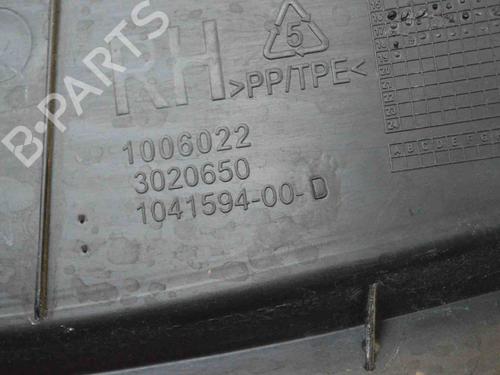 B-PARTS
RH
5
>PP/TPE<
1006022
3020650
1041594-00-D
A B C D E F G H